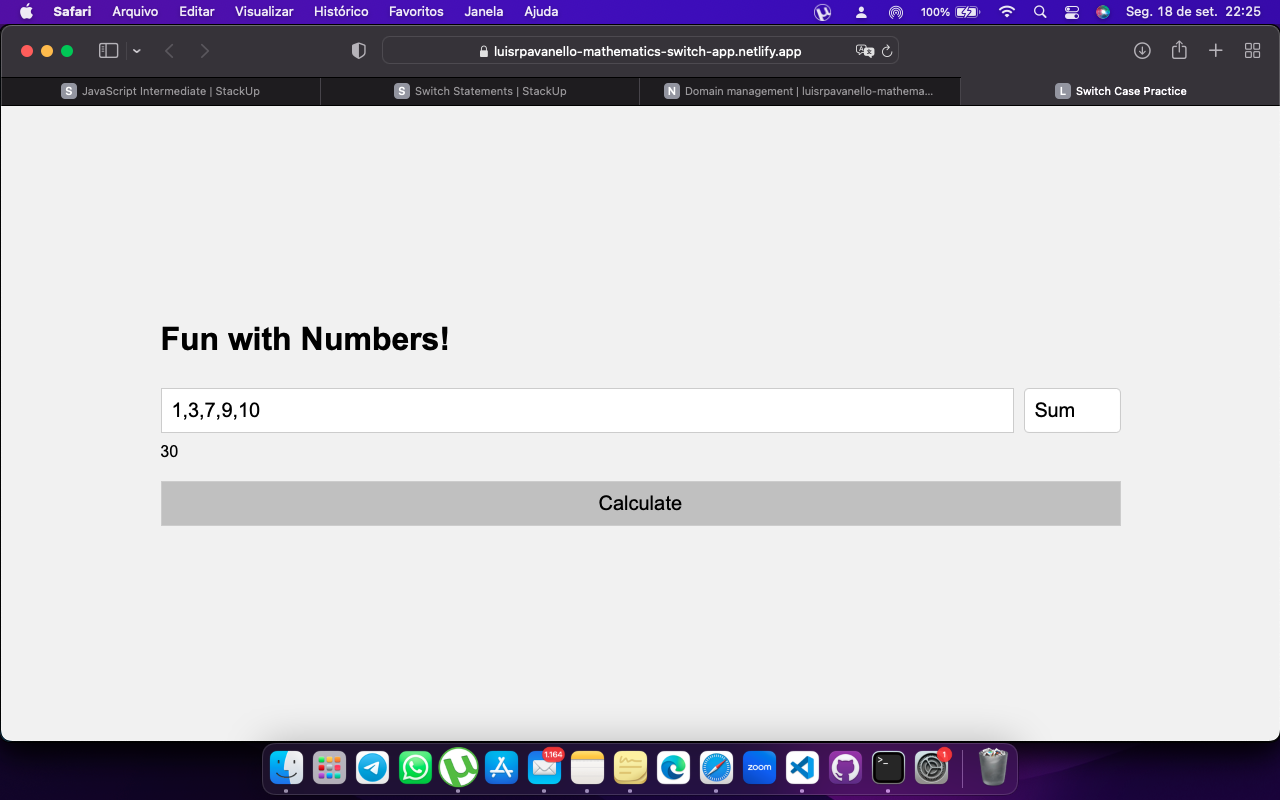 Safari Arquivo Editar Visualizar Histórico Favoritos Janela Ajuda 100% Seg. 18 de set. 22:25
luisrpavanello-mathematics-switch-app.netlify.app
S JavaScript Intermediate | StackUp S Switch Statements | StackUp N Domain management | luisrpavanello-mathema... L Switch Case Practice
Fun with Numbers!
1,3,7,9,10 Sum
30
Calculate
1.164 zoom >_ 1